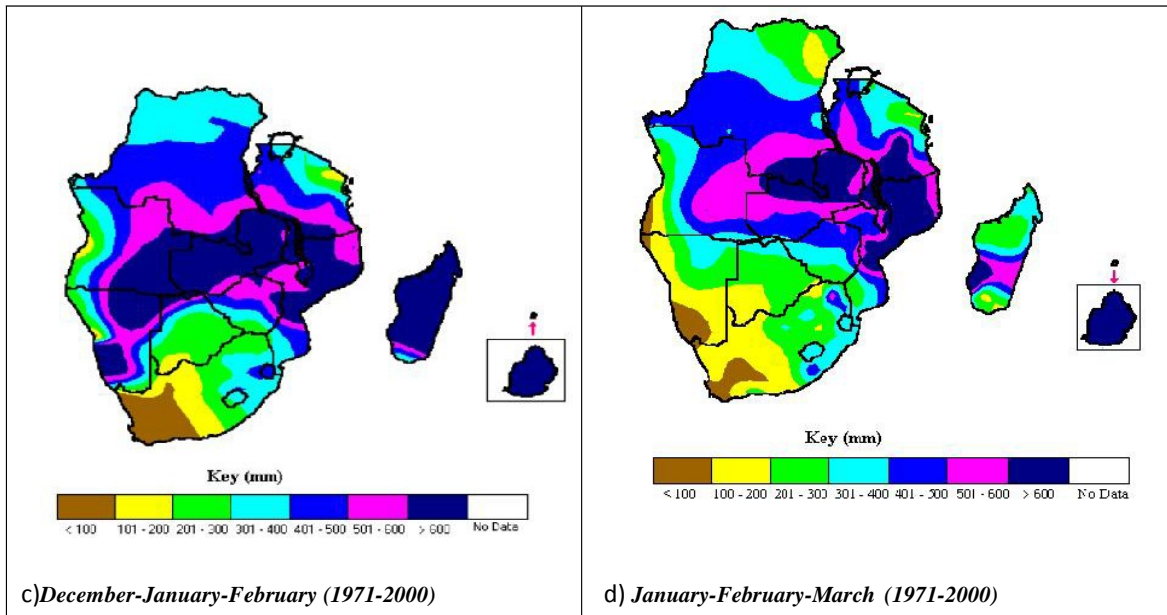 Key (mm)
< 100 101 - 200 201 - 300 301 - 400 401 - 500 501 - 600 > 600 No Data
c)December-January-February (1971-2000)
Key (mm)
< 100 100 - 200 201 - 300 301 - 400 401 - 500 501 - 600 > 600 No Data
d) January-February-March (1971-2000)